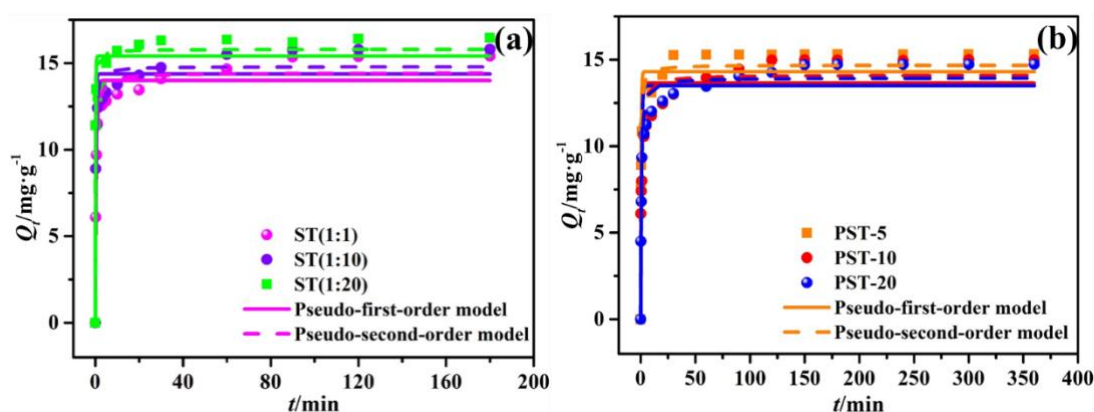 (a)
Qt/mg·g-1
15
10
5
0
ST(1:1)
ST(1:10)
ST(1:20)
Pseudo-first-order model
Pseudo-second-order model
0 40 80 120 160 200
t/min
(b)
Qt/mg·g-1
15
10
5
0
PST-5
PST-10
PST-20
Pseudo-first-order model
Pseudo-second-order model
0 50 100 150 200 250 300 350 400
t/min